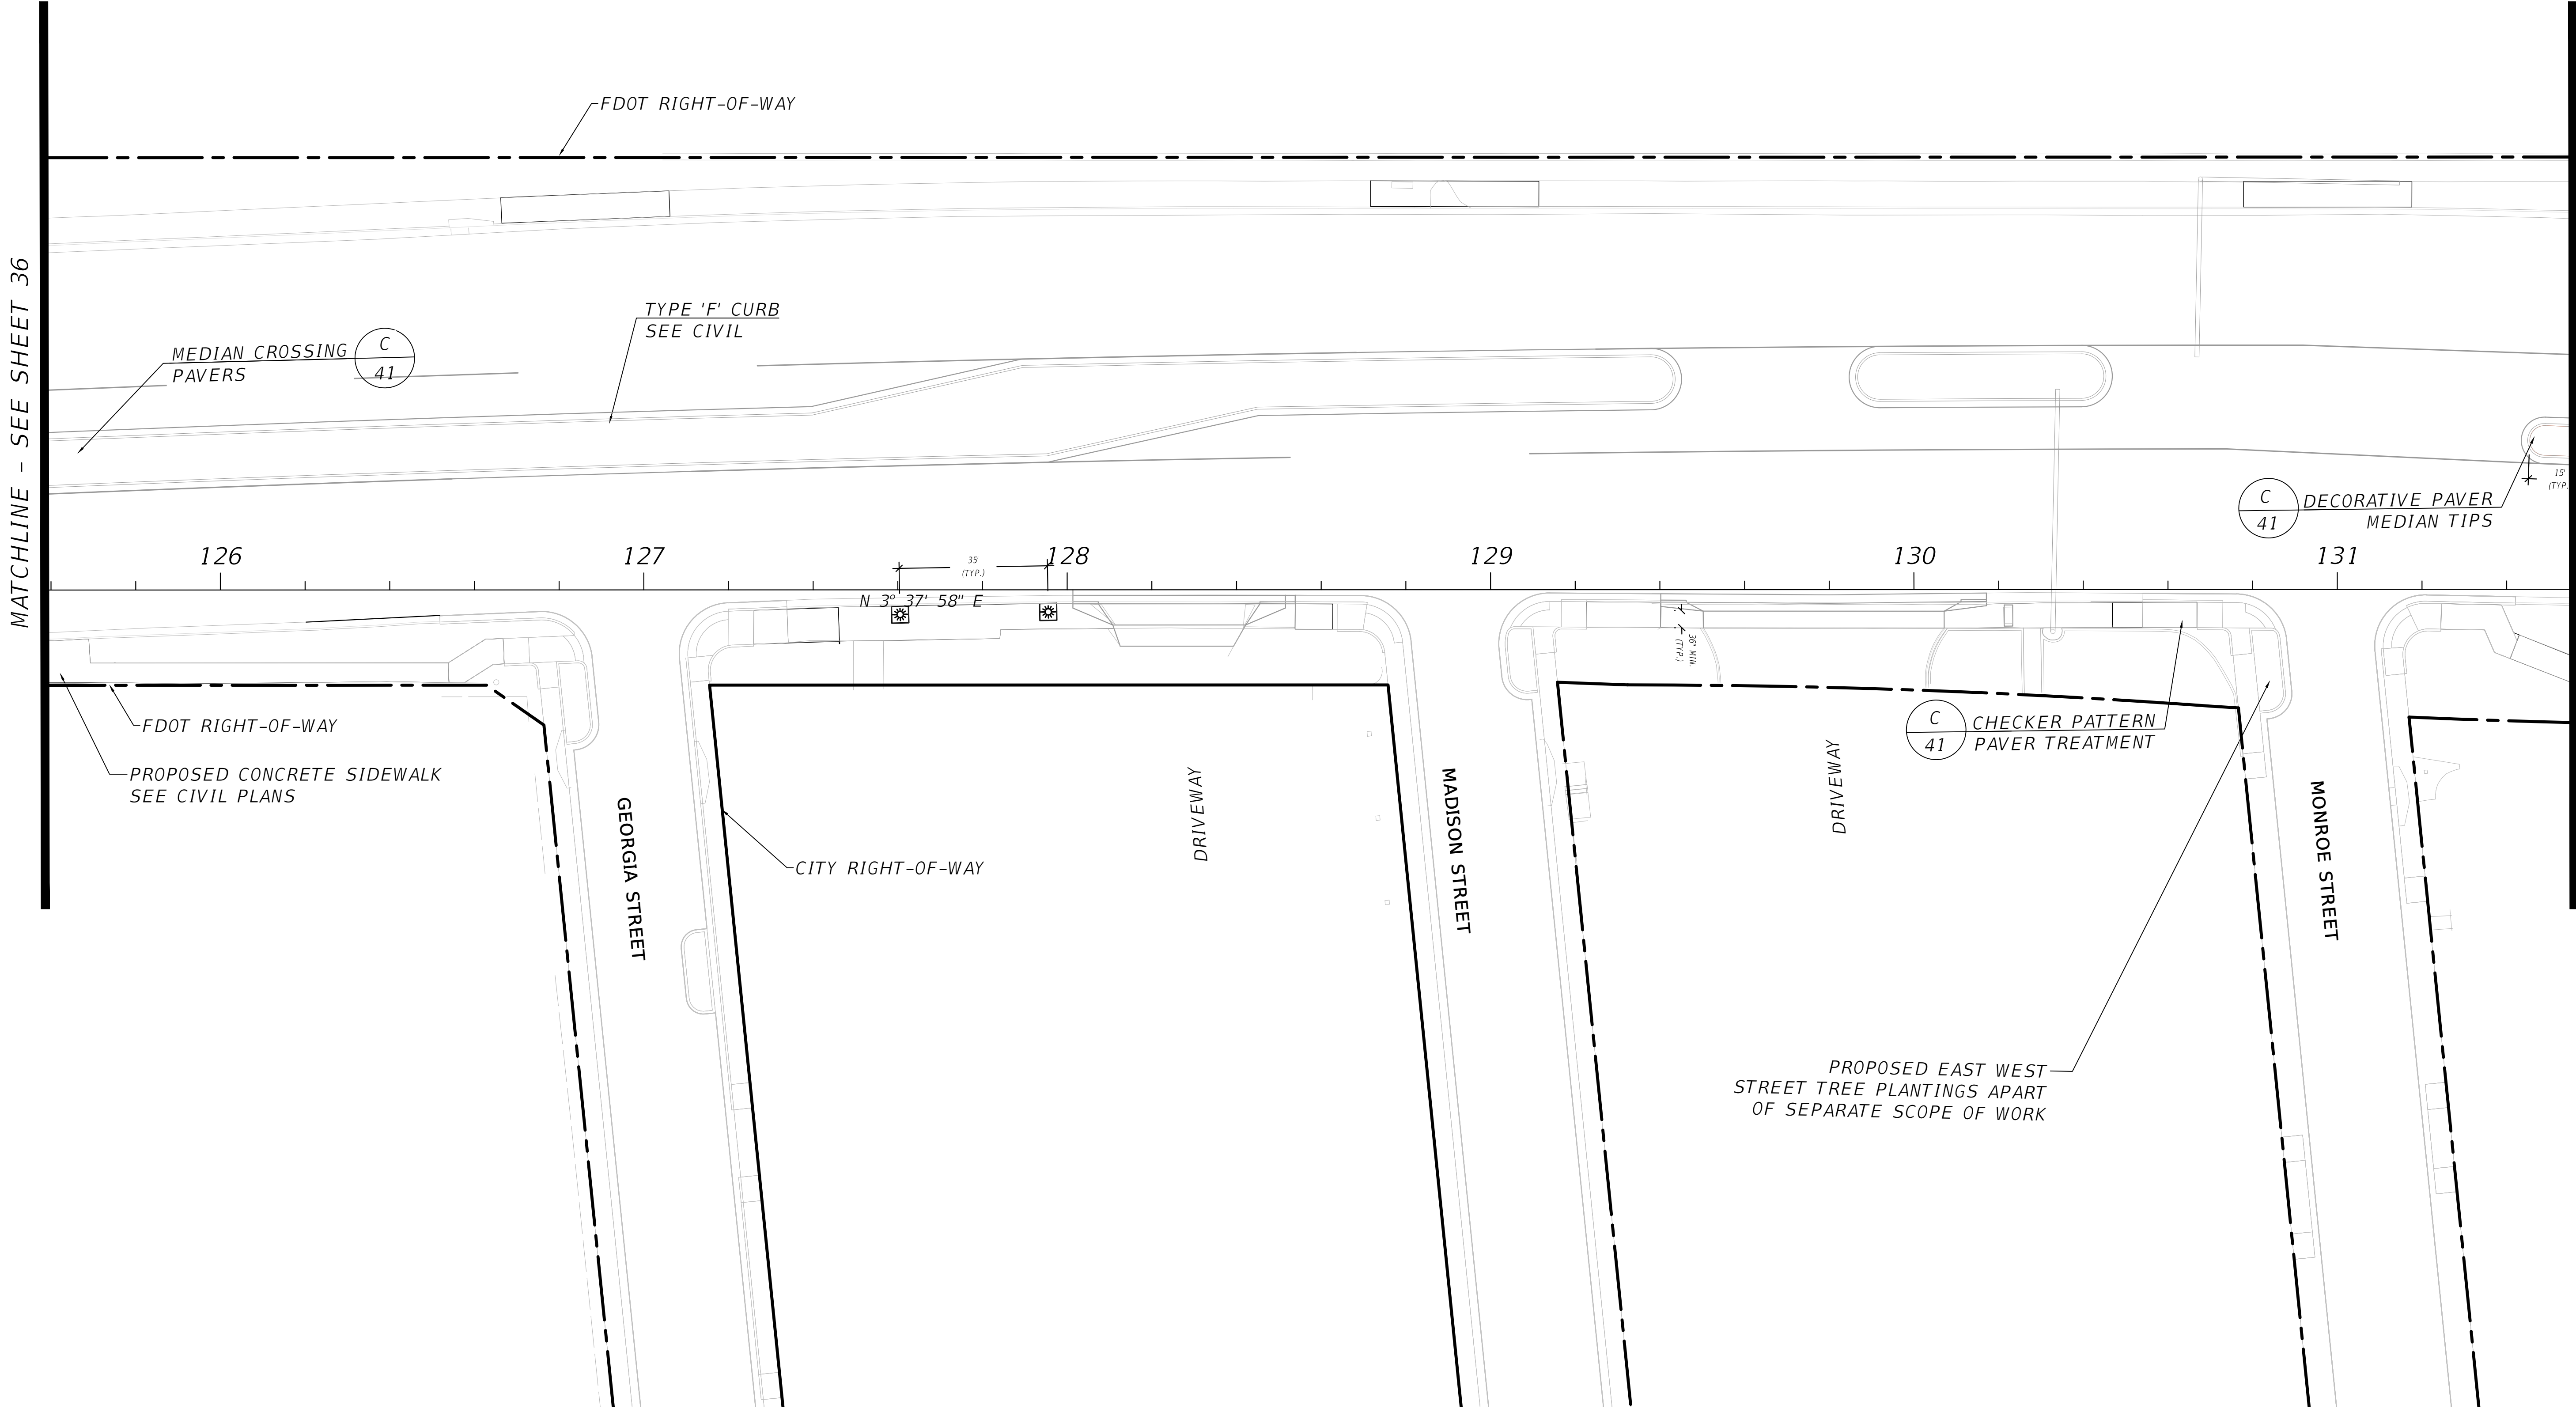 FDOT RIGHT-OF-WAY
MATCHLINE - SEE SHEET 36
TYPE 'F' CURB
SEE CIVIL
MEDIAN CROSSING
PAVERS
C
41
15'
(TYP.
C
41
DECORATIVE PAVER
MEDIAN TIPS
126
127
128
129
130
131
35'
(TYP.)
N 3° 37' 58" E
36" MIN.
(TYP.)
FDOT RIGHT-OF-WAY
PROPOSED CONCRETE SIDEWALK
SEE CIVIL PLANS
C
41
CHECKER PATTERN
PAVER TREATMENT
GEORGIA STREET
CITY RIGHT-OF-WAY
DRIVEWAY
MADISON STREET
DRIVEWAY
MONROE STREET
PROPOSED EAST WEST
STREET TREE PLANTINGS APART
OF SEPARATE SCOPE OF WORK